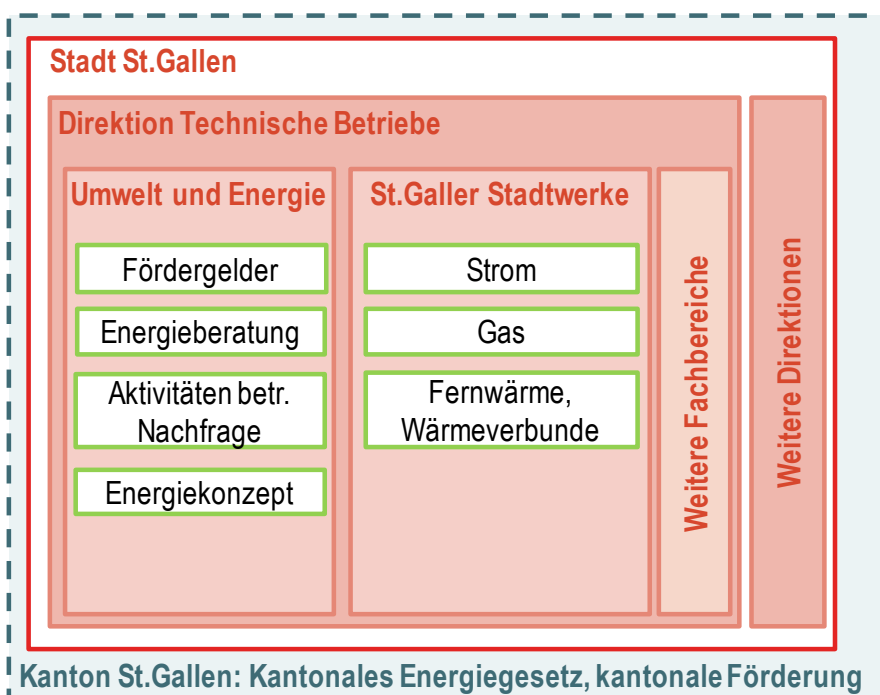 Stadt St.Gallen
Direktion Technische Betriebe
Umwelt und Energie
Fördergelder
Energieberatung
Aktivitäten betr.
Nachfrage
Energiekonzept
St.Galler Stadtwerke
Strom
Gas
Fernwärme,
Wärmeverbunde
Weitere Fachbereiche
Weitere Direktionen
Kanton St.Gallen: Kantonales Energiegesetz, kantonale Förderung